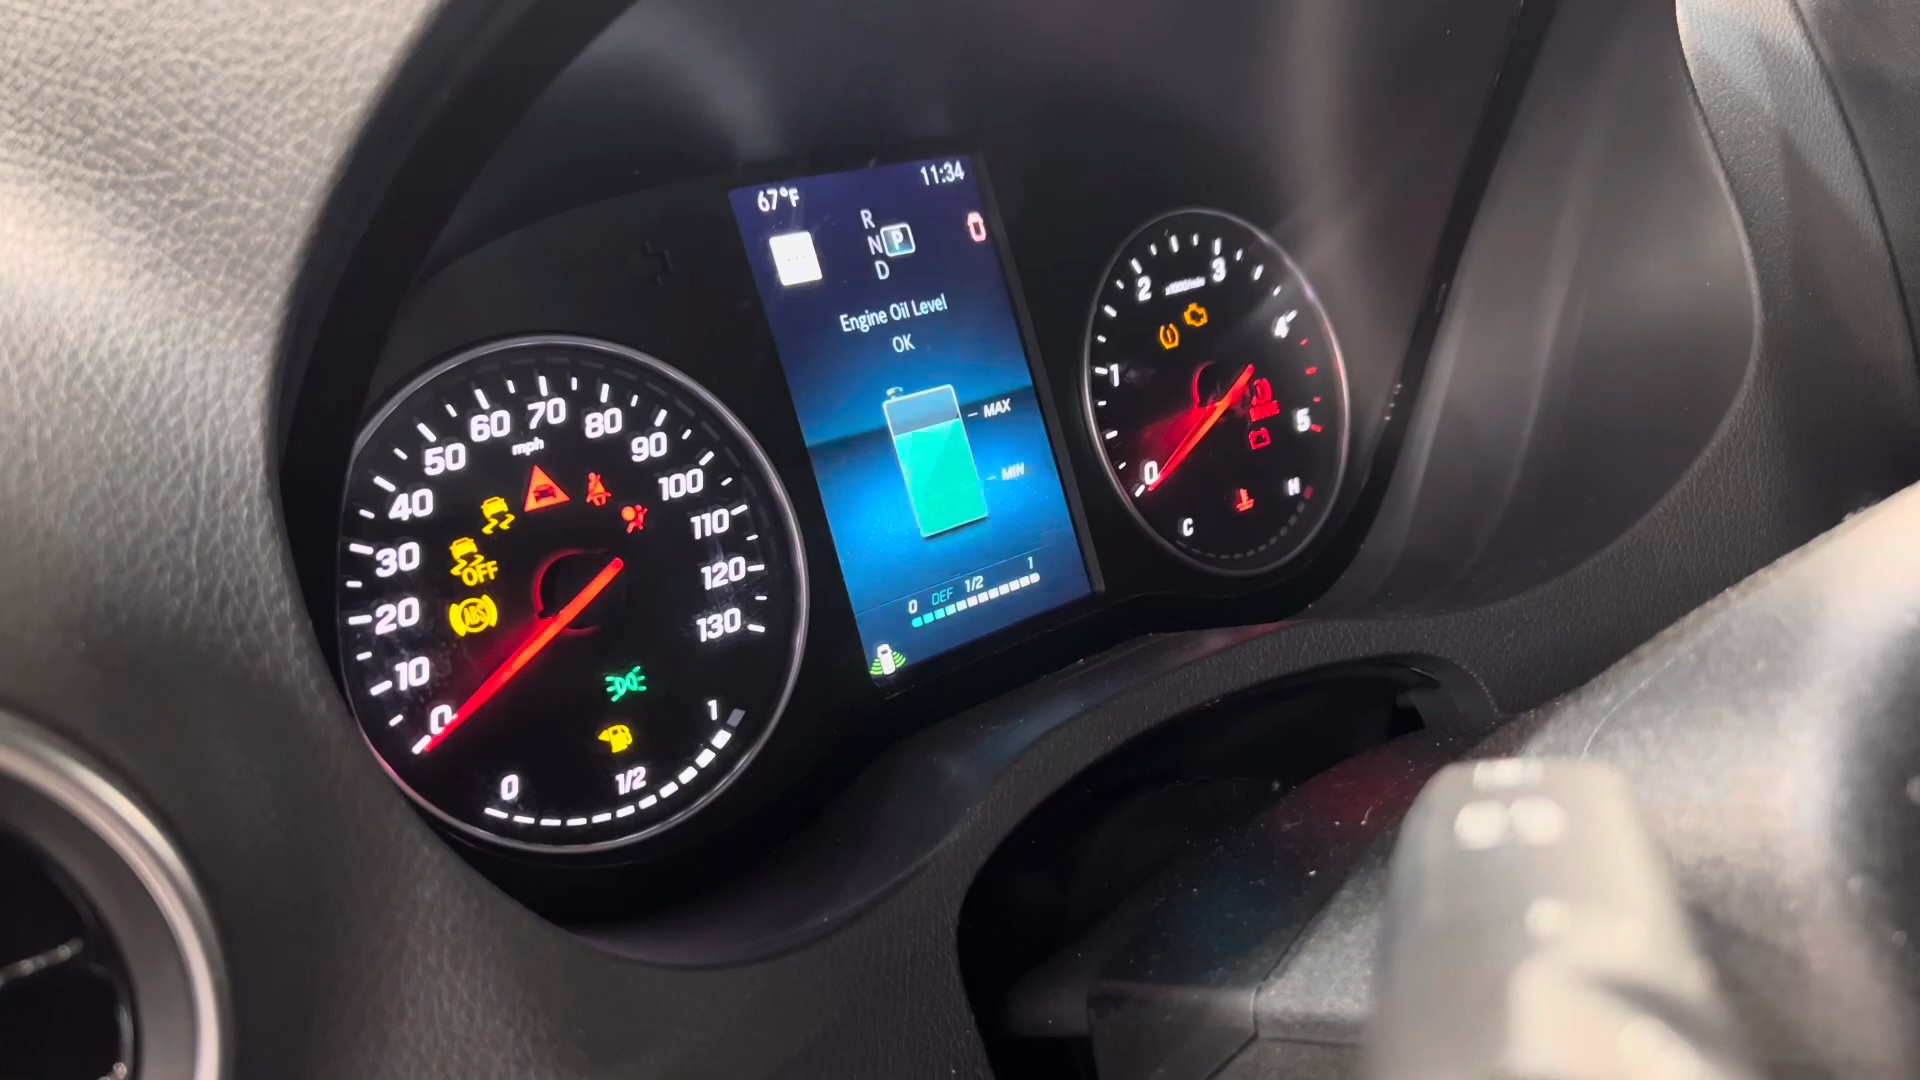 67°F
11:34
R
N P
D
Engine Oil Level
OK
MAX
MIN
0 DEF 1/2 1
0 10 20 30 40 50 60 70 80 90 100 110 120 130
mph
OFF
ABS
0 1/2 1
0 1 2 3 4 5
x1000/min
C H